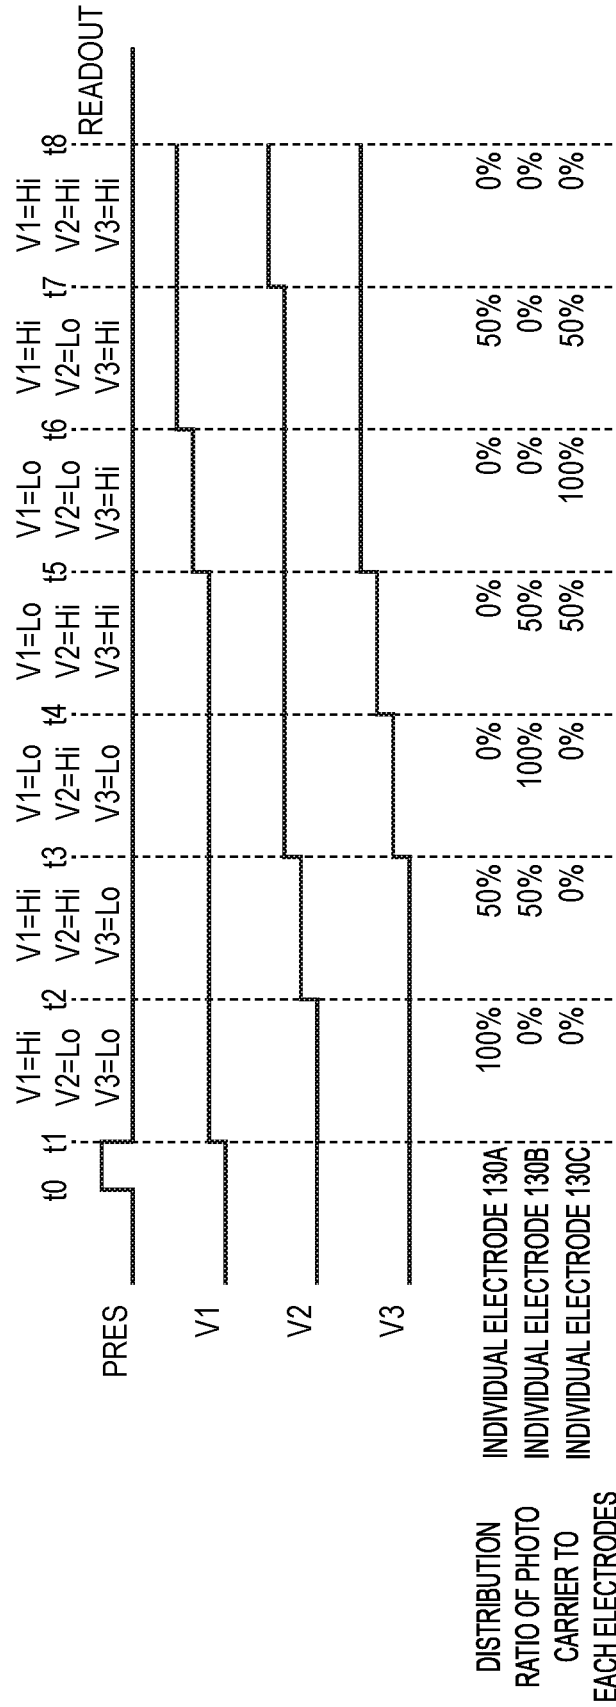 t0
t1
t2
t3
t4
t5
t6
t7
t8
V1=Hi
V2=Lo
V3=Lo
V1=Hi
V2=Hi
V3=Lo
V1=Lo
V2=Hi
V3=Lo
V1=Lo
V2=Hi
V3=Hi
V1=Lo
V2=Lo
V3=Hi
V1=Hi
V2=Lo
V3=Hi
V1=Hi
V2=Hi
V3=Hi
READOUT
PRES
V1
V2
V3
DISTRIBUTION
RATIO OF PHOTO
CARRIER TO
EACH ELECTRODES
INDIVIDUAL ELECTRODE 130A
100% 50% 0% 0% 0% 50% 0%
INDIVIDUAL ELECTRODE 130B
0% 50% 100% 50% 0% 0% 0%
INDIVIDUAL ELECTRODE 130C
0% 0% 0% 50% 100% 50% 0%